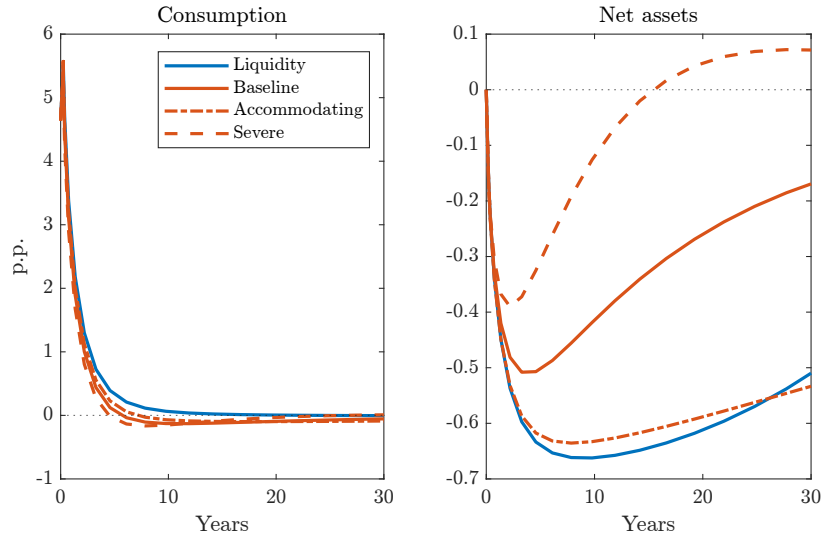 Consumption
6
5
4
3
2
1
0
-1
p.p.
0 10 20 30
Years
Liquidity
Baseline
Accommodating
Severe
Net assets
0.1
0
-0.1
-0.2
-0.3
-0.4
-0.5
-0.6
-0.7
0 10 20 30
Years